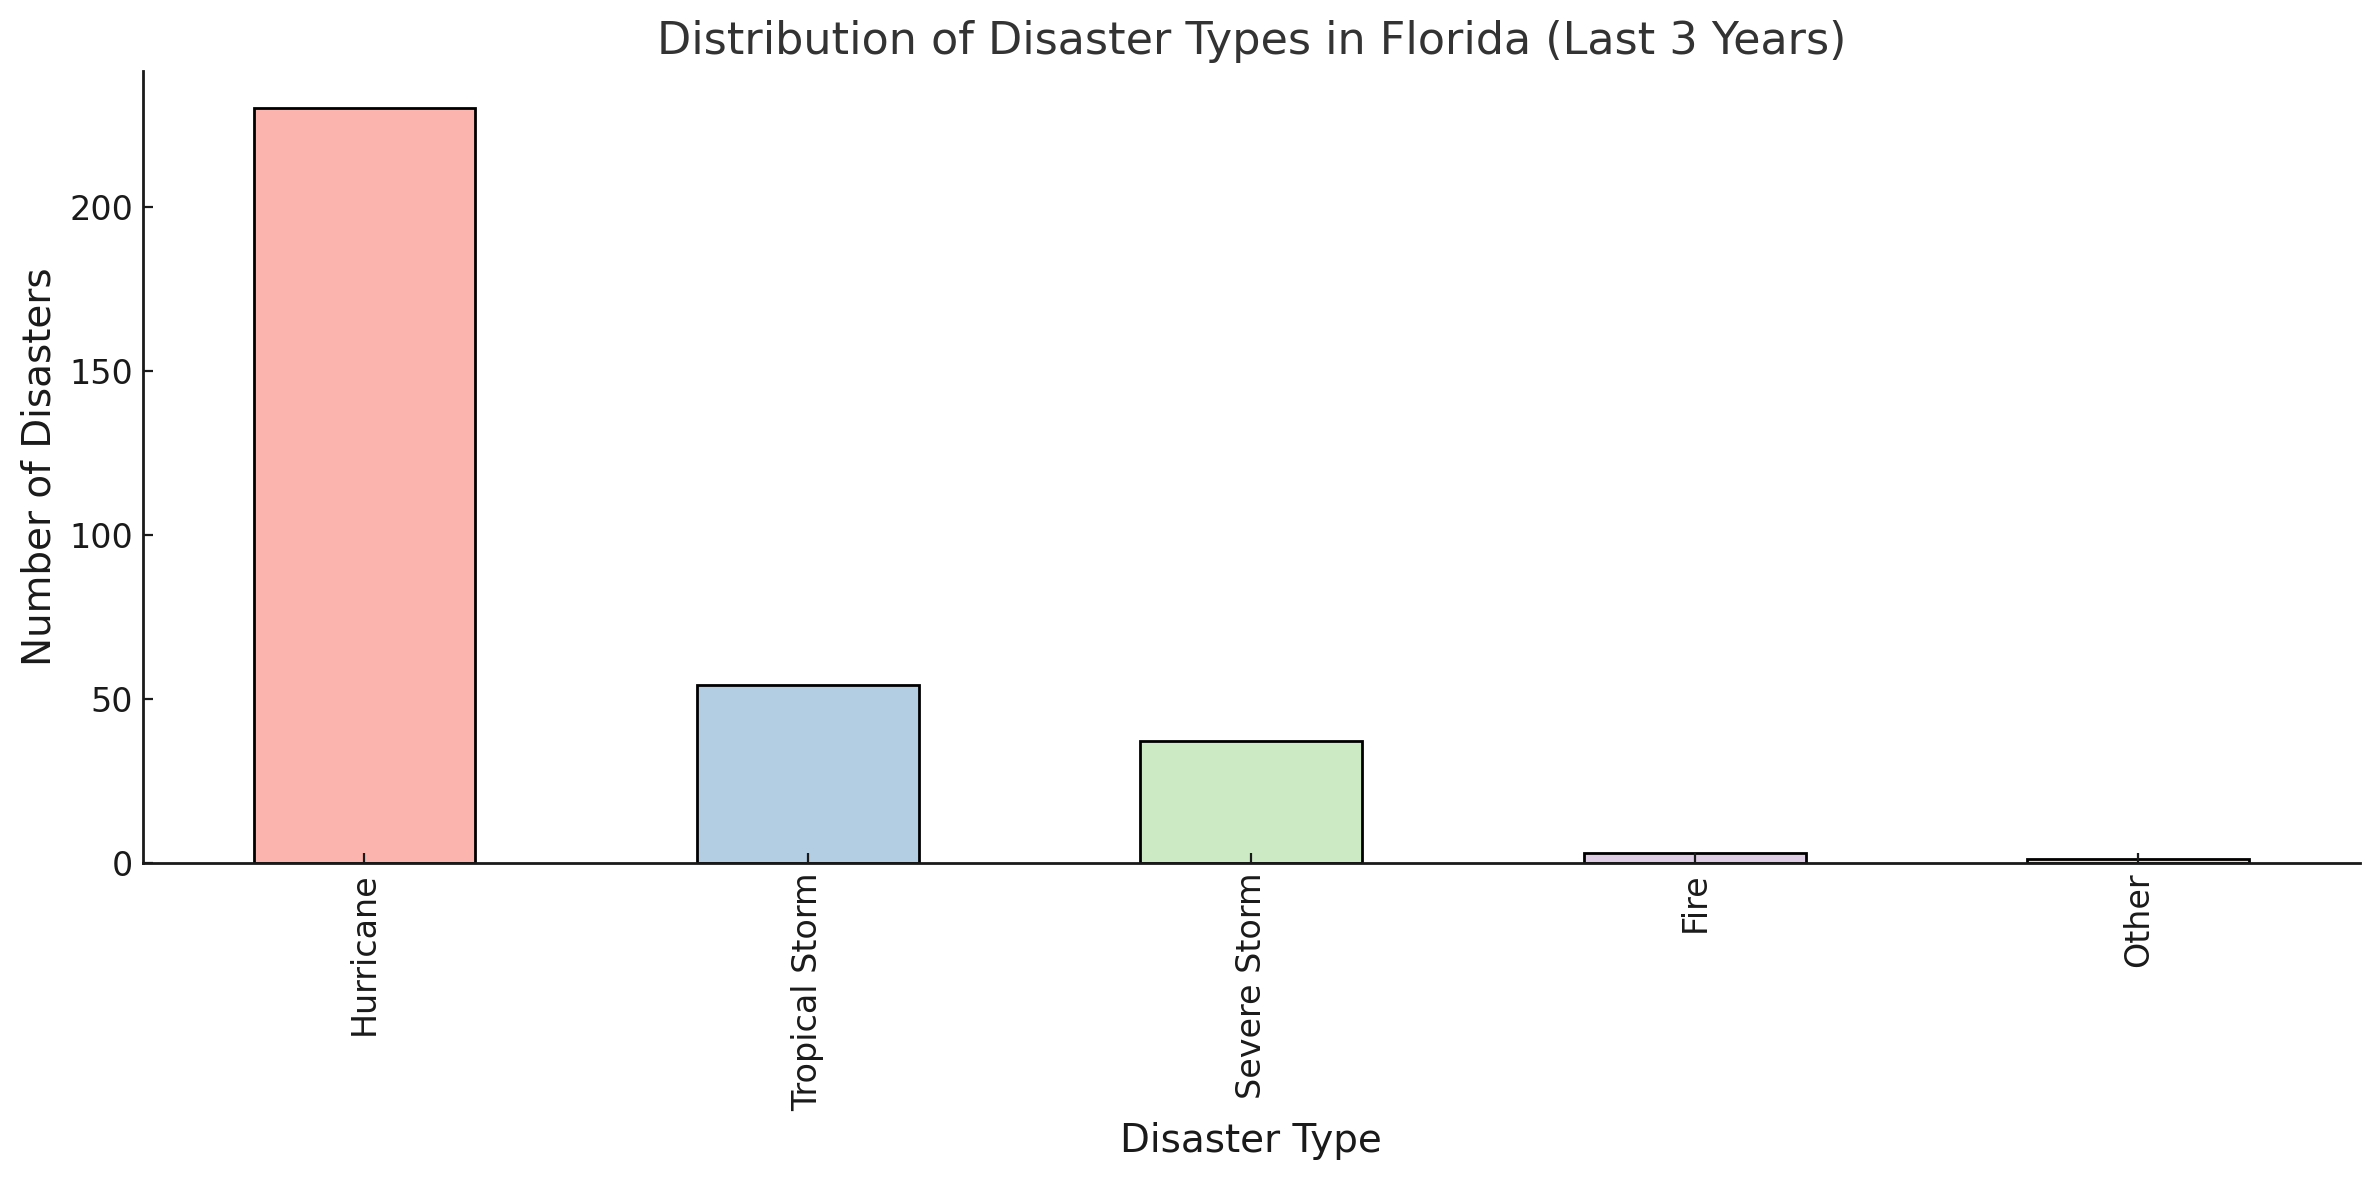 Distribution of Disaster Types in Florida (Last 3 Years)
Number of Disasters
200
150
100
50
0
Hurricane
Tropical Storm
Severe Storm
Fire
Other
Disaster Type